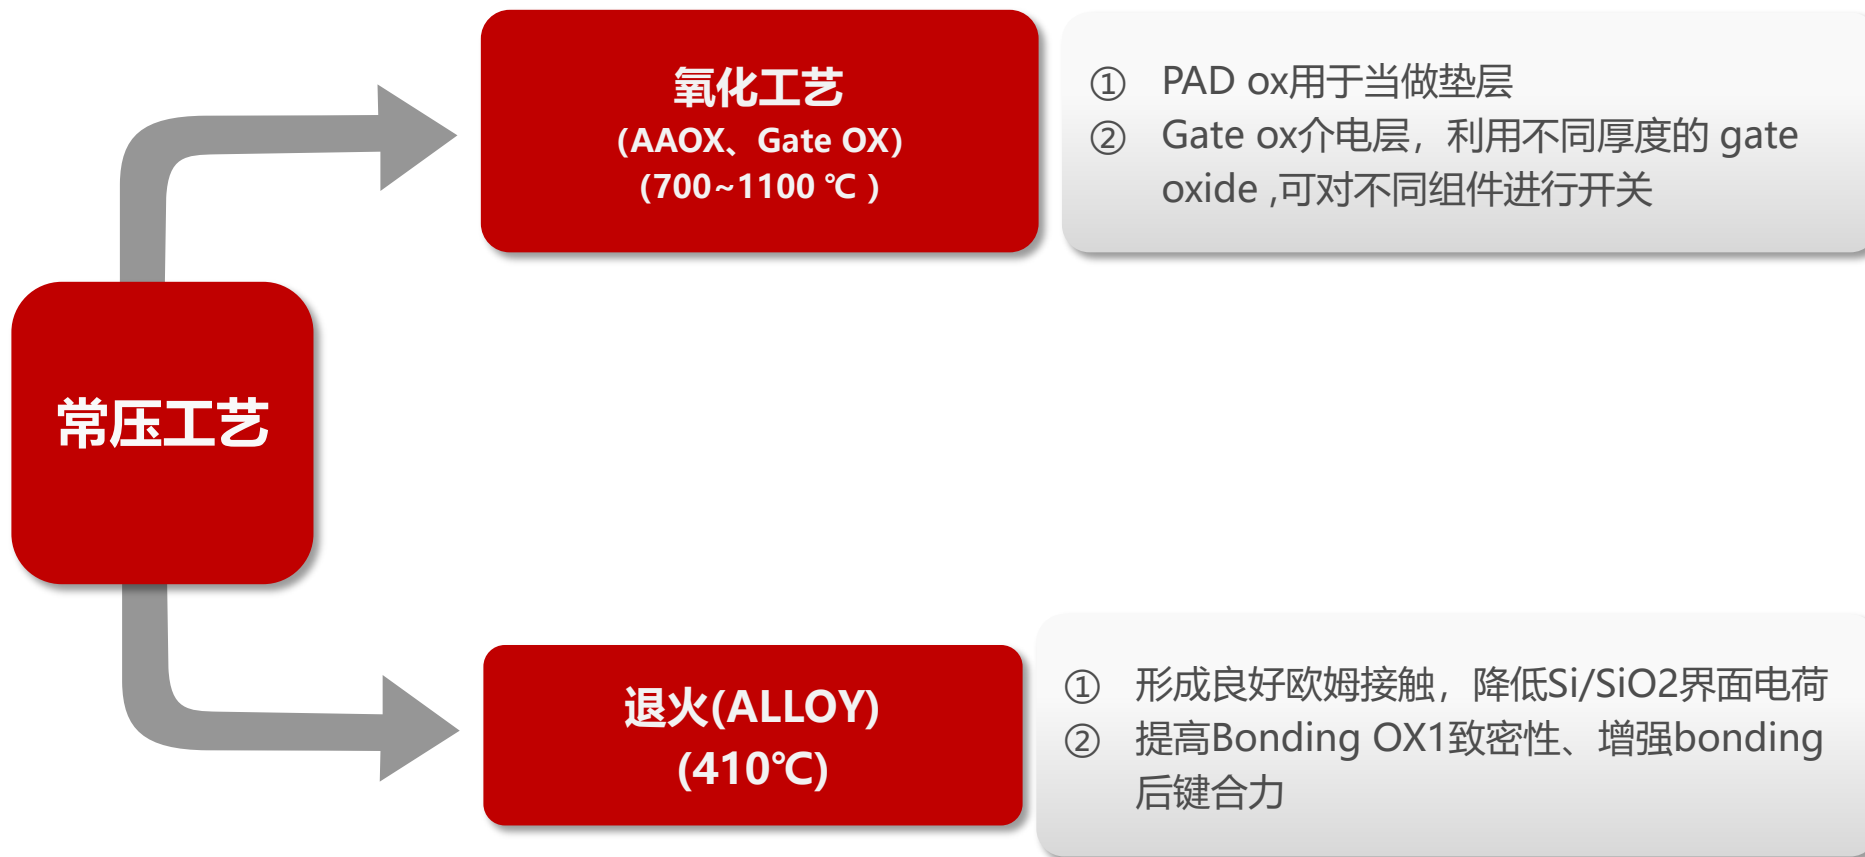 氧化工艺
(AAOX、Gate OX)
(700~1100 ℃ )
① PAD ox用于当做垫层
② Gate ox介电层，利用不同厚度的 gate
oxide ,可对不同组件进行开关
常压工艺
退火(ALLOY)
(410℃)
① 形成良好欧姆接触，降低Si/SiO2界面电荷
② 提高Bonding OX1致密性、增强bonding
后键合力